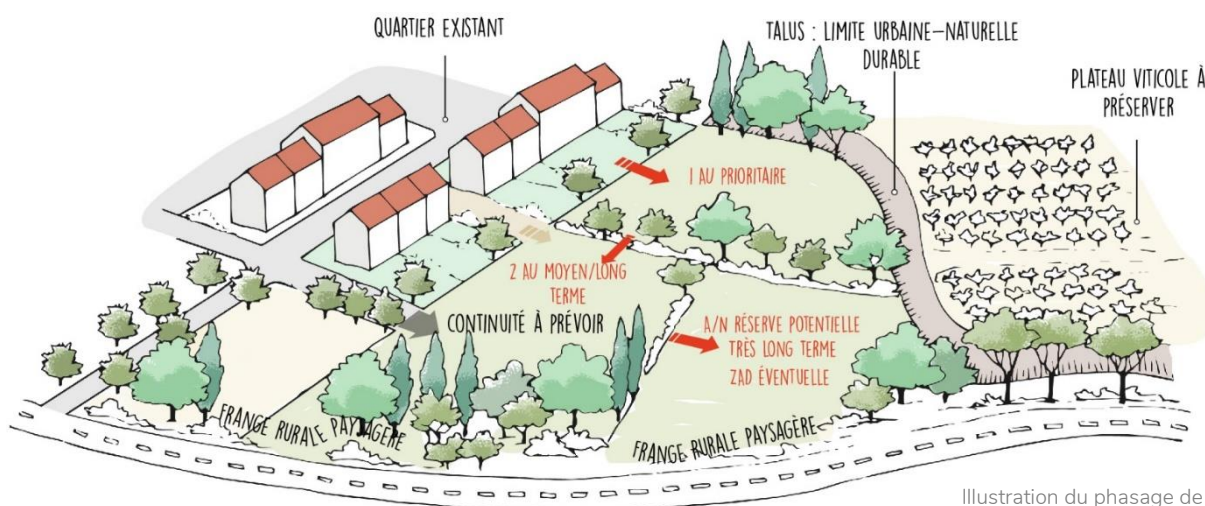 QUARTIER EXISTANT
TALUS : LIMITE URBAINE-NATURELLE
DURABLE
PLATEAU VITICOLE À
PRÉSERVER
1 AU PRIORITAIRE
2 AU MOYEN/LONG
TERME
CONTINUITÉ À PRÉVOIR
A/N RÉSERVE POTENTIELLE
TRÈS LONG TERME
ZAD ÉVENTUELLE
FRANGE RURALE PAYSAGÈRE
FRANGE RURALE PAYSAGÈRE
Illustration du phasage de